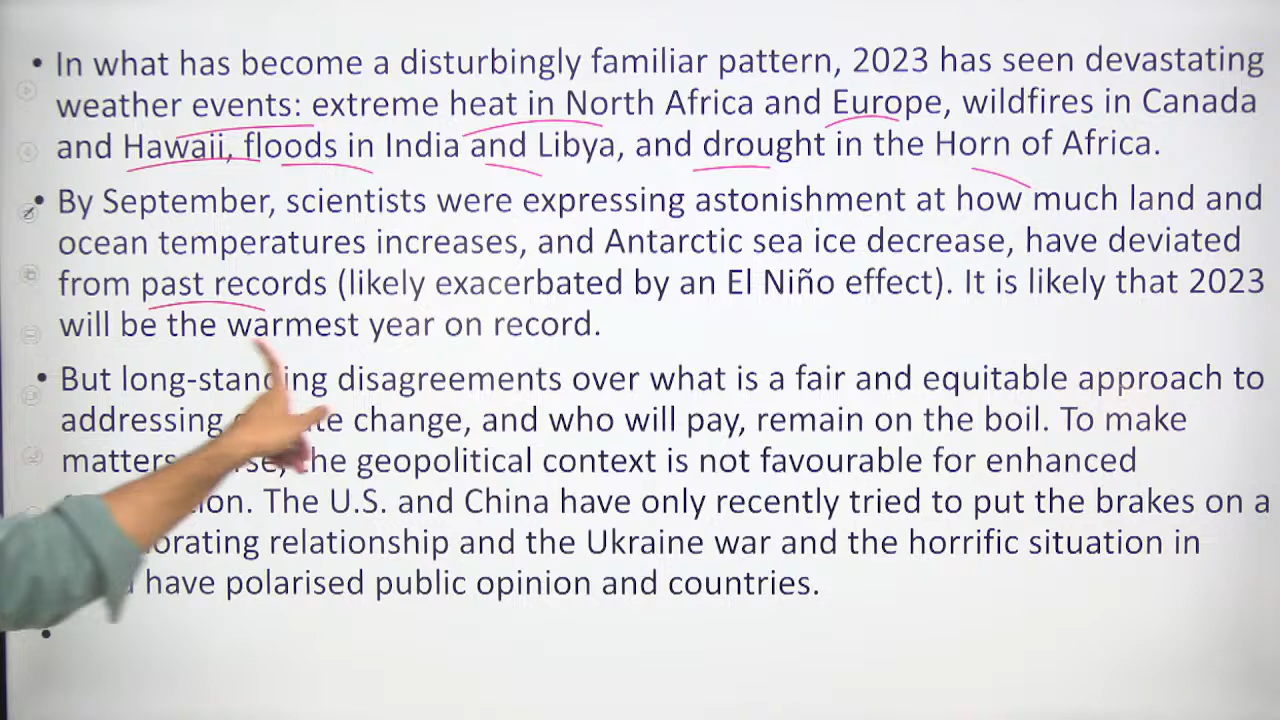 • In what has become a disturbingly familiar pattern, 2023 has seen devastating
weather events: extreme heat in North Africa and Europe, wildfires in Canada
and Hawaii, floods in India and Libya, and drought in the Horn of Africa.
• By September, scientists were expressing astonishment at how much land and
ocean temperatures increases, and Antarctic sea ice decrease, have deviated
from past records (likely exacerbated by an El Niño effect). It is likely that 2023
will be the warmest year on record.
• But long-standing disagreements over what is a fair and equitable approach to
addressing change, and who will pay, remain on the boil. To make
matters the geopolitical context is not favourable for enhanced
The U.S. and China have only recently tried to put the brakes on a
relationship and the Ukraine war and the horrific situation in
have polarised public opinion and countries.
•